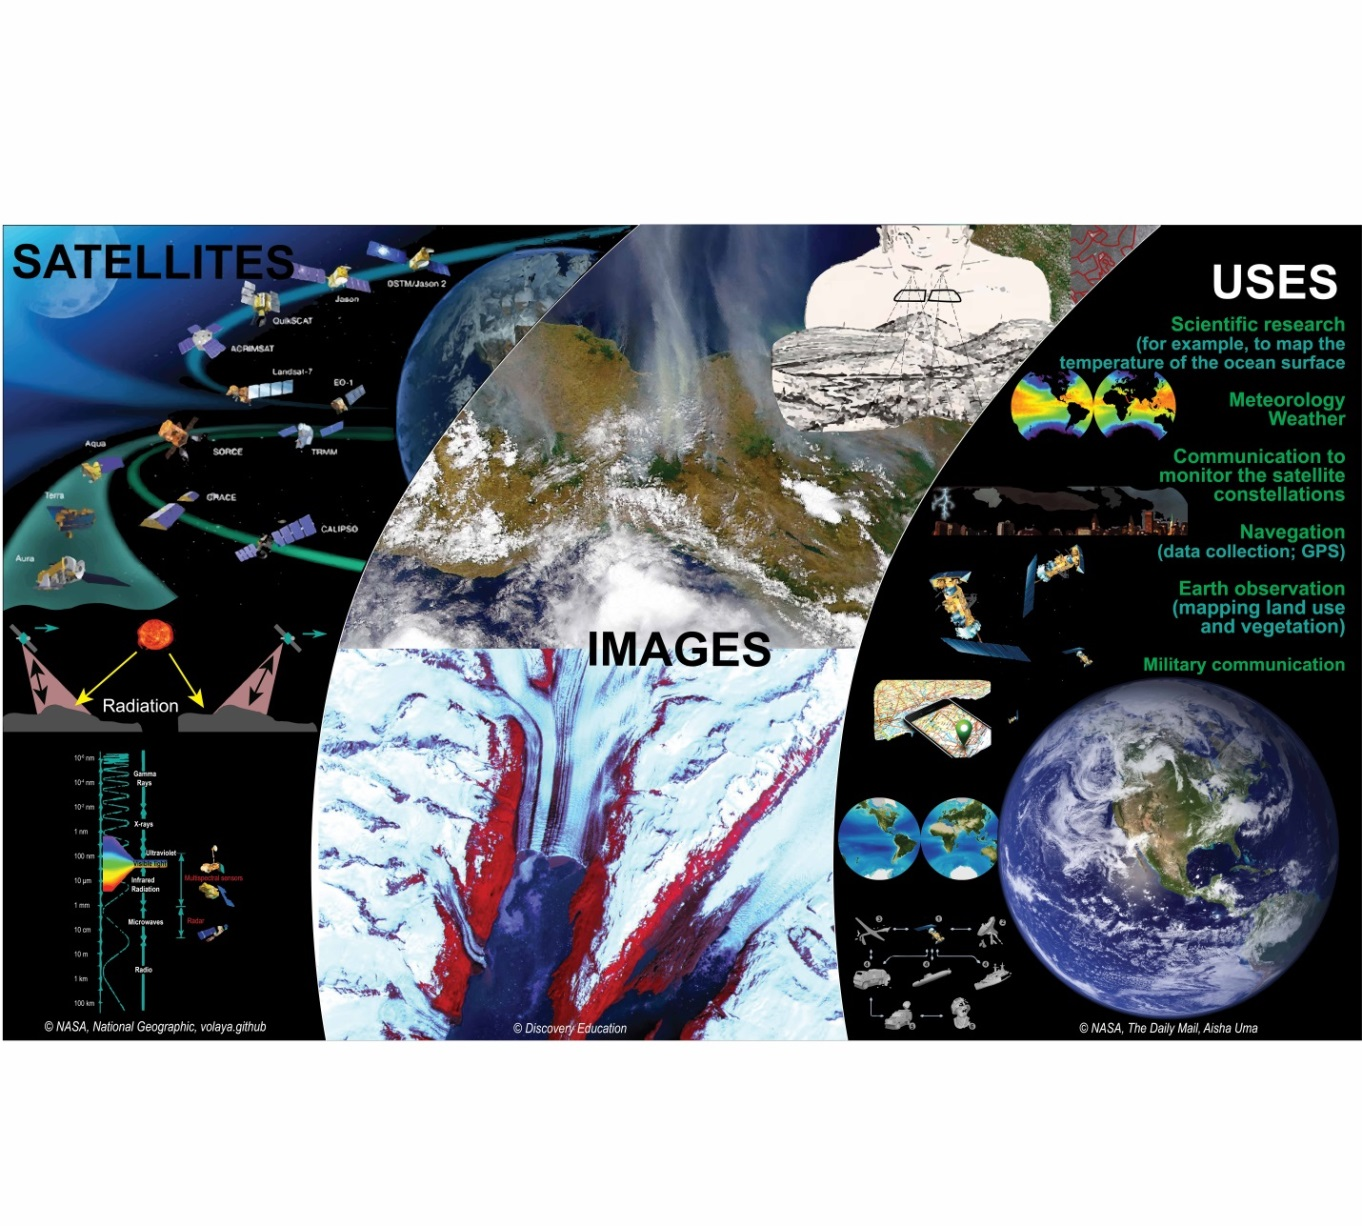 SATELLITES
OSTM/Jason 2
Jason
QuikSCAT
ACRIMSAT
Landsat-7
EO-1
Aqua
SORCE
TRMM
Terra
GRACE
CALIPSO
Aura
Radiation
10⁻⁶ nm
Gamma
Rays
10⁻⁴ nm
10⁻² nm
1 nm
X-rays
100 nm
Ultraviolet
Visible light
10 µm
Infrared
Radiation
Multispectral sensors
1 mm
10 cm
Microwaves
Radar
10 m
Radio
1 km
100 km
© NASA, National Geographic, volaya.github
IMAGES
© Discovery Education
USES
Scientific research
(for example, to map the
temperature of the ocean surface
Meteorology
Weather
Communication to
monitor the satellite
constellations
Navegation
(data collection; GPS)
Earth observation
(mapping land use
and vegetation)
Military communication
© NASA, The Daily Mail, Aisha Uma